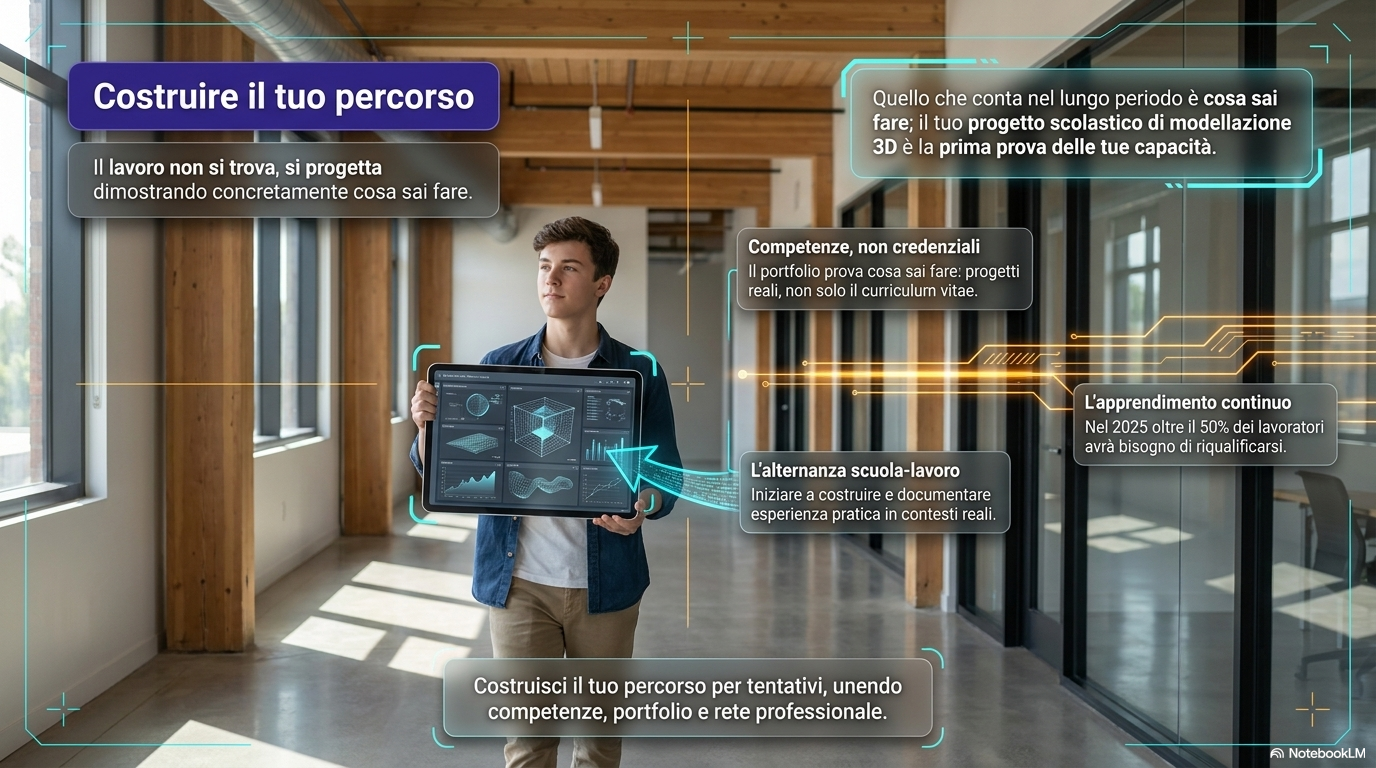 Costruire il tuo percorso
Il lavoro non si trova, si progetta
dimostrando concretamente cosa sai fare.
Quello che conta nel lungo periodo è cosa sai
fare; il tuo progetto scolastico di modellazione
3D è la prima prova delle tue capacità.
Competenze, non credenziali
Il portfolio prova cosa sai fare: progetti
reali, non solo il curriculum vitae.
L'apprendimento continuo
Nel 2025 oltre il 50% dei lavoratori
avrà bisogno di riqualificarsi.
L'alternanza scuola-lavoro
Iniziare a costruire e documentare
esperienza pratica in contesti reali.
Costruisci il tuo percorso per tentativi, unendo
competenze, portfolio e rete professionale.
NotebookLM